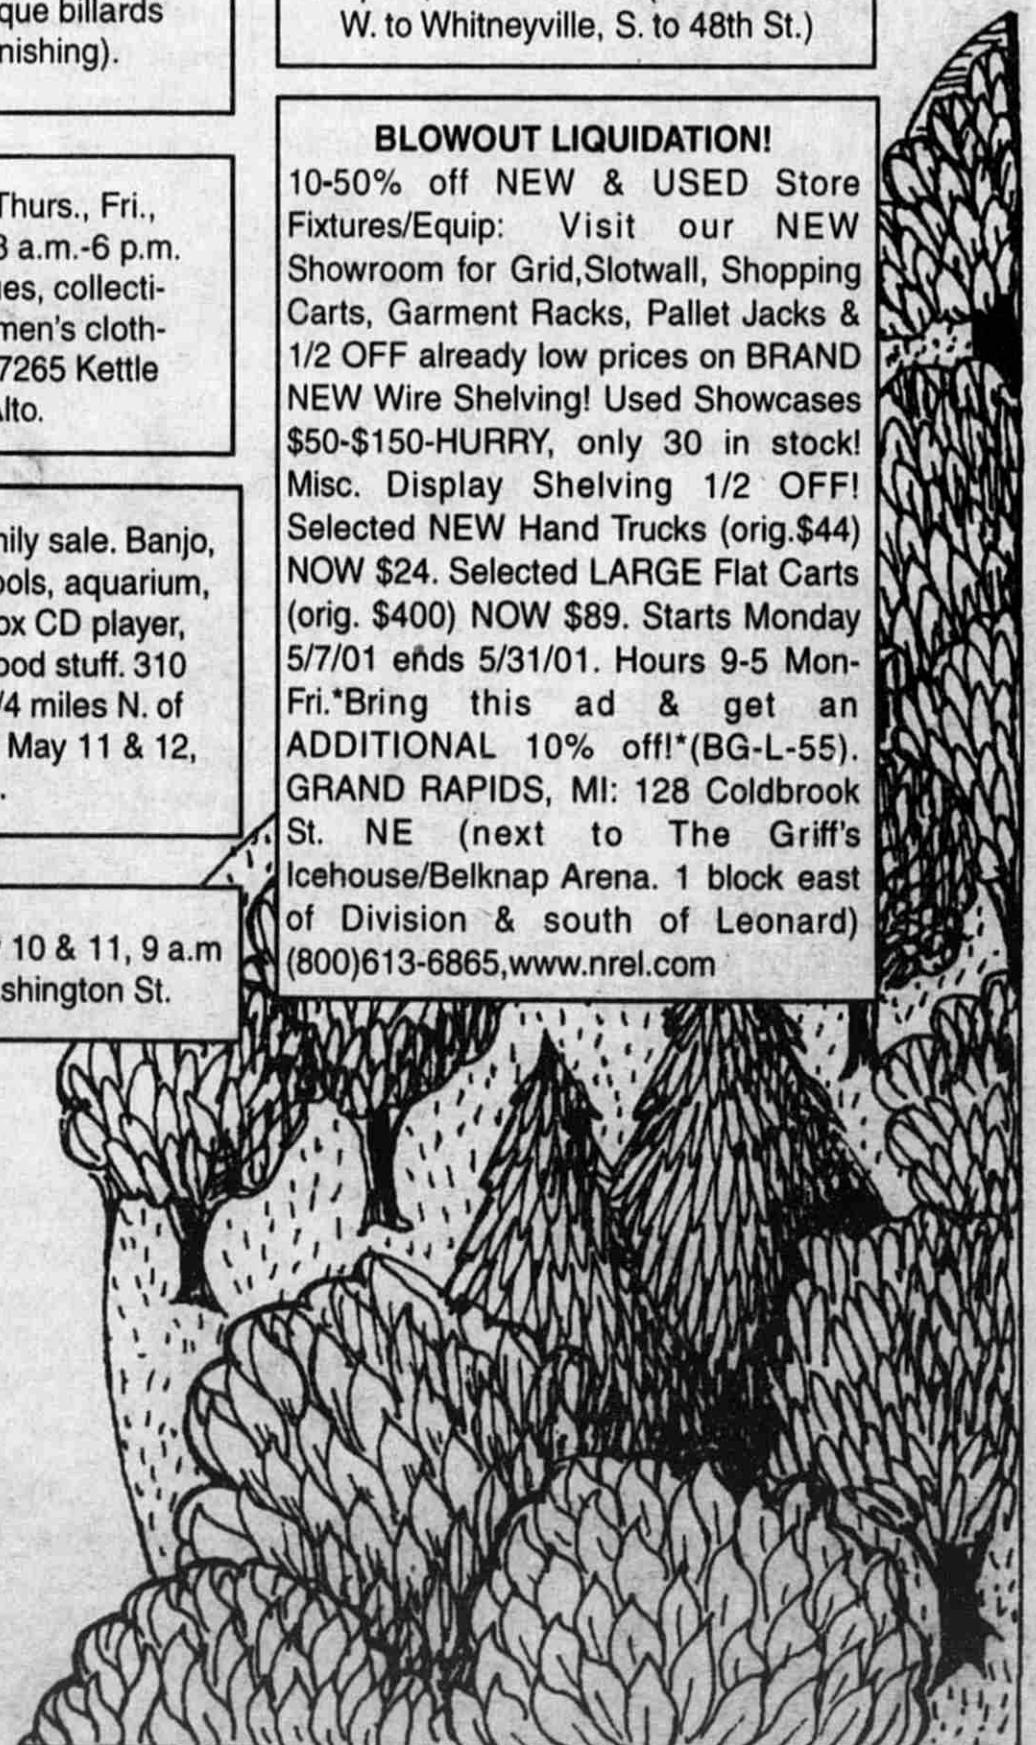 que billards
nishing).
Thurs., Fri.,
8 a.m.-6 p.m.
es, collecti-
men's cloth-
7265 Kettle
Alto.
nily sale. Banjo,
ools, aquarium,
ox CD player,
ood stuff. 310
/4 miles N. of
May 11 & 12,
.
10 & 11, 9 a.m
shington St.
W. to Whitneyville, S. to 48th St.)
BLOWOUT LIQUIDATION!
10-50% off NEW & USED Store
Fixtures/Equip: Visit our NEW
Showroom for Grid,Slotwall, Shopping
Carts, Garment Racks, Pallet Jacks &
1/2 OFF already low prices on BRAND
NEW Wire Shelving! Used Showcases
$50-$150-HURRY, only 30 in stock!
Misc. Display Shelving 1/2 OFF!
Selected NEW Hand Trucks (orig.$44)
NOW $24. Selected LARGE Flat Carts
(orig. $400) NOW $89. Starts Monday
5/7/01 ends 5/31/01. Hours 9-5 Mon-
Fri.*Bring this ad & get an
ADDITIONAL 10% off!*(BG-L-55).
GRAND RAPIDS, MI: 128 Coldbrook
St. NE (next to The Griff's
Icehouse/Belknap Arena. 1 block east
of Division & south of Leonard)
(800)613-6865,www.nrel.com